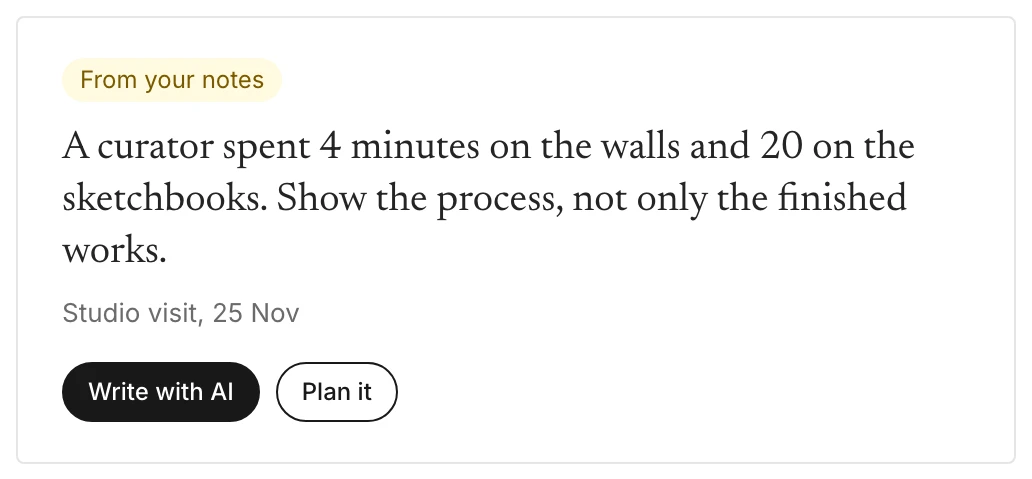 From your notes
A curator spent 4 minutes on the walls and 20 on the
sketchbooks. Show the process, not only the finished
works.
Studio visit, 25 Nov
Write with AI
Plan it